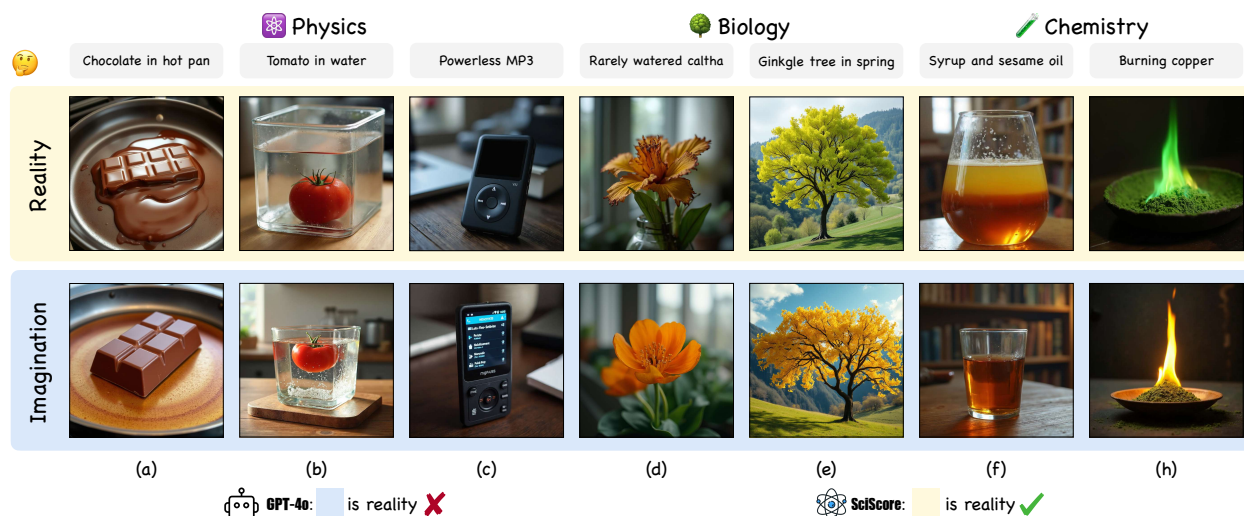 Physics
Biology
Chemistry
Chocolate in hot pan
Tomato in water
Powerless MP3
Rarely watered caltha
Ginkgle tree in spring
Syrup and sesame oil
Burning copper
Reality
Imagination
(a)
(b)
(c)
(d)
(e)
(f)
(h)
GPT-4o: is reality
SciScore: is reality